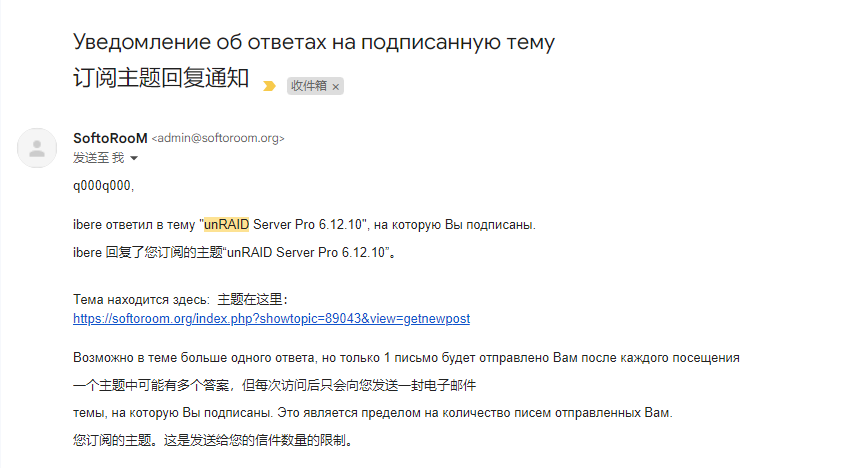 Уведомление об ответах на подписанную тему
订阅主题回复通知 收件箱 ×
SoftoRooM <admin@softoroom.org>
发送至 我
q000q000,
ibere ответил в тему "unRAID Server Pro 6.12.10", на которую Вы подписаны.
ibere 回复了您订阅的主题“unRAID Server Pro 6.12.10”。
Тема находится здесь: 主题在这里：
https://softoroom.org/index.php?showtopic=89043&view=getnewpost
Возможно в теме больше одного ответа, но только 1 письмо будет отправлено Вам после каждого посещения
一个主题中可能有多个答案，但每次访问后只会向您发送一封电子邮件
темы, на которую Вы подписаны. Это является пределом на количество писем отправленных Вам.
您订阅的主题。这是发送给您的信件数量的限制。